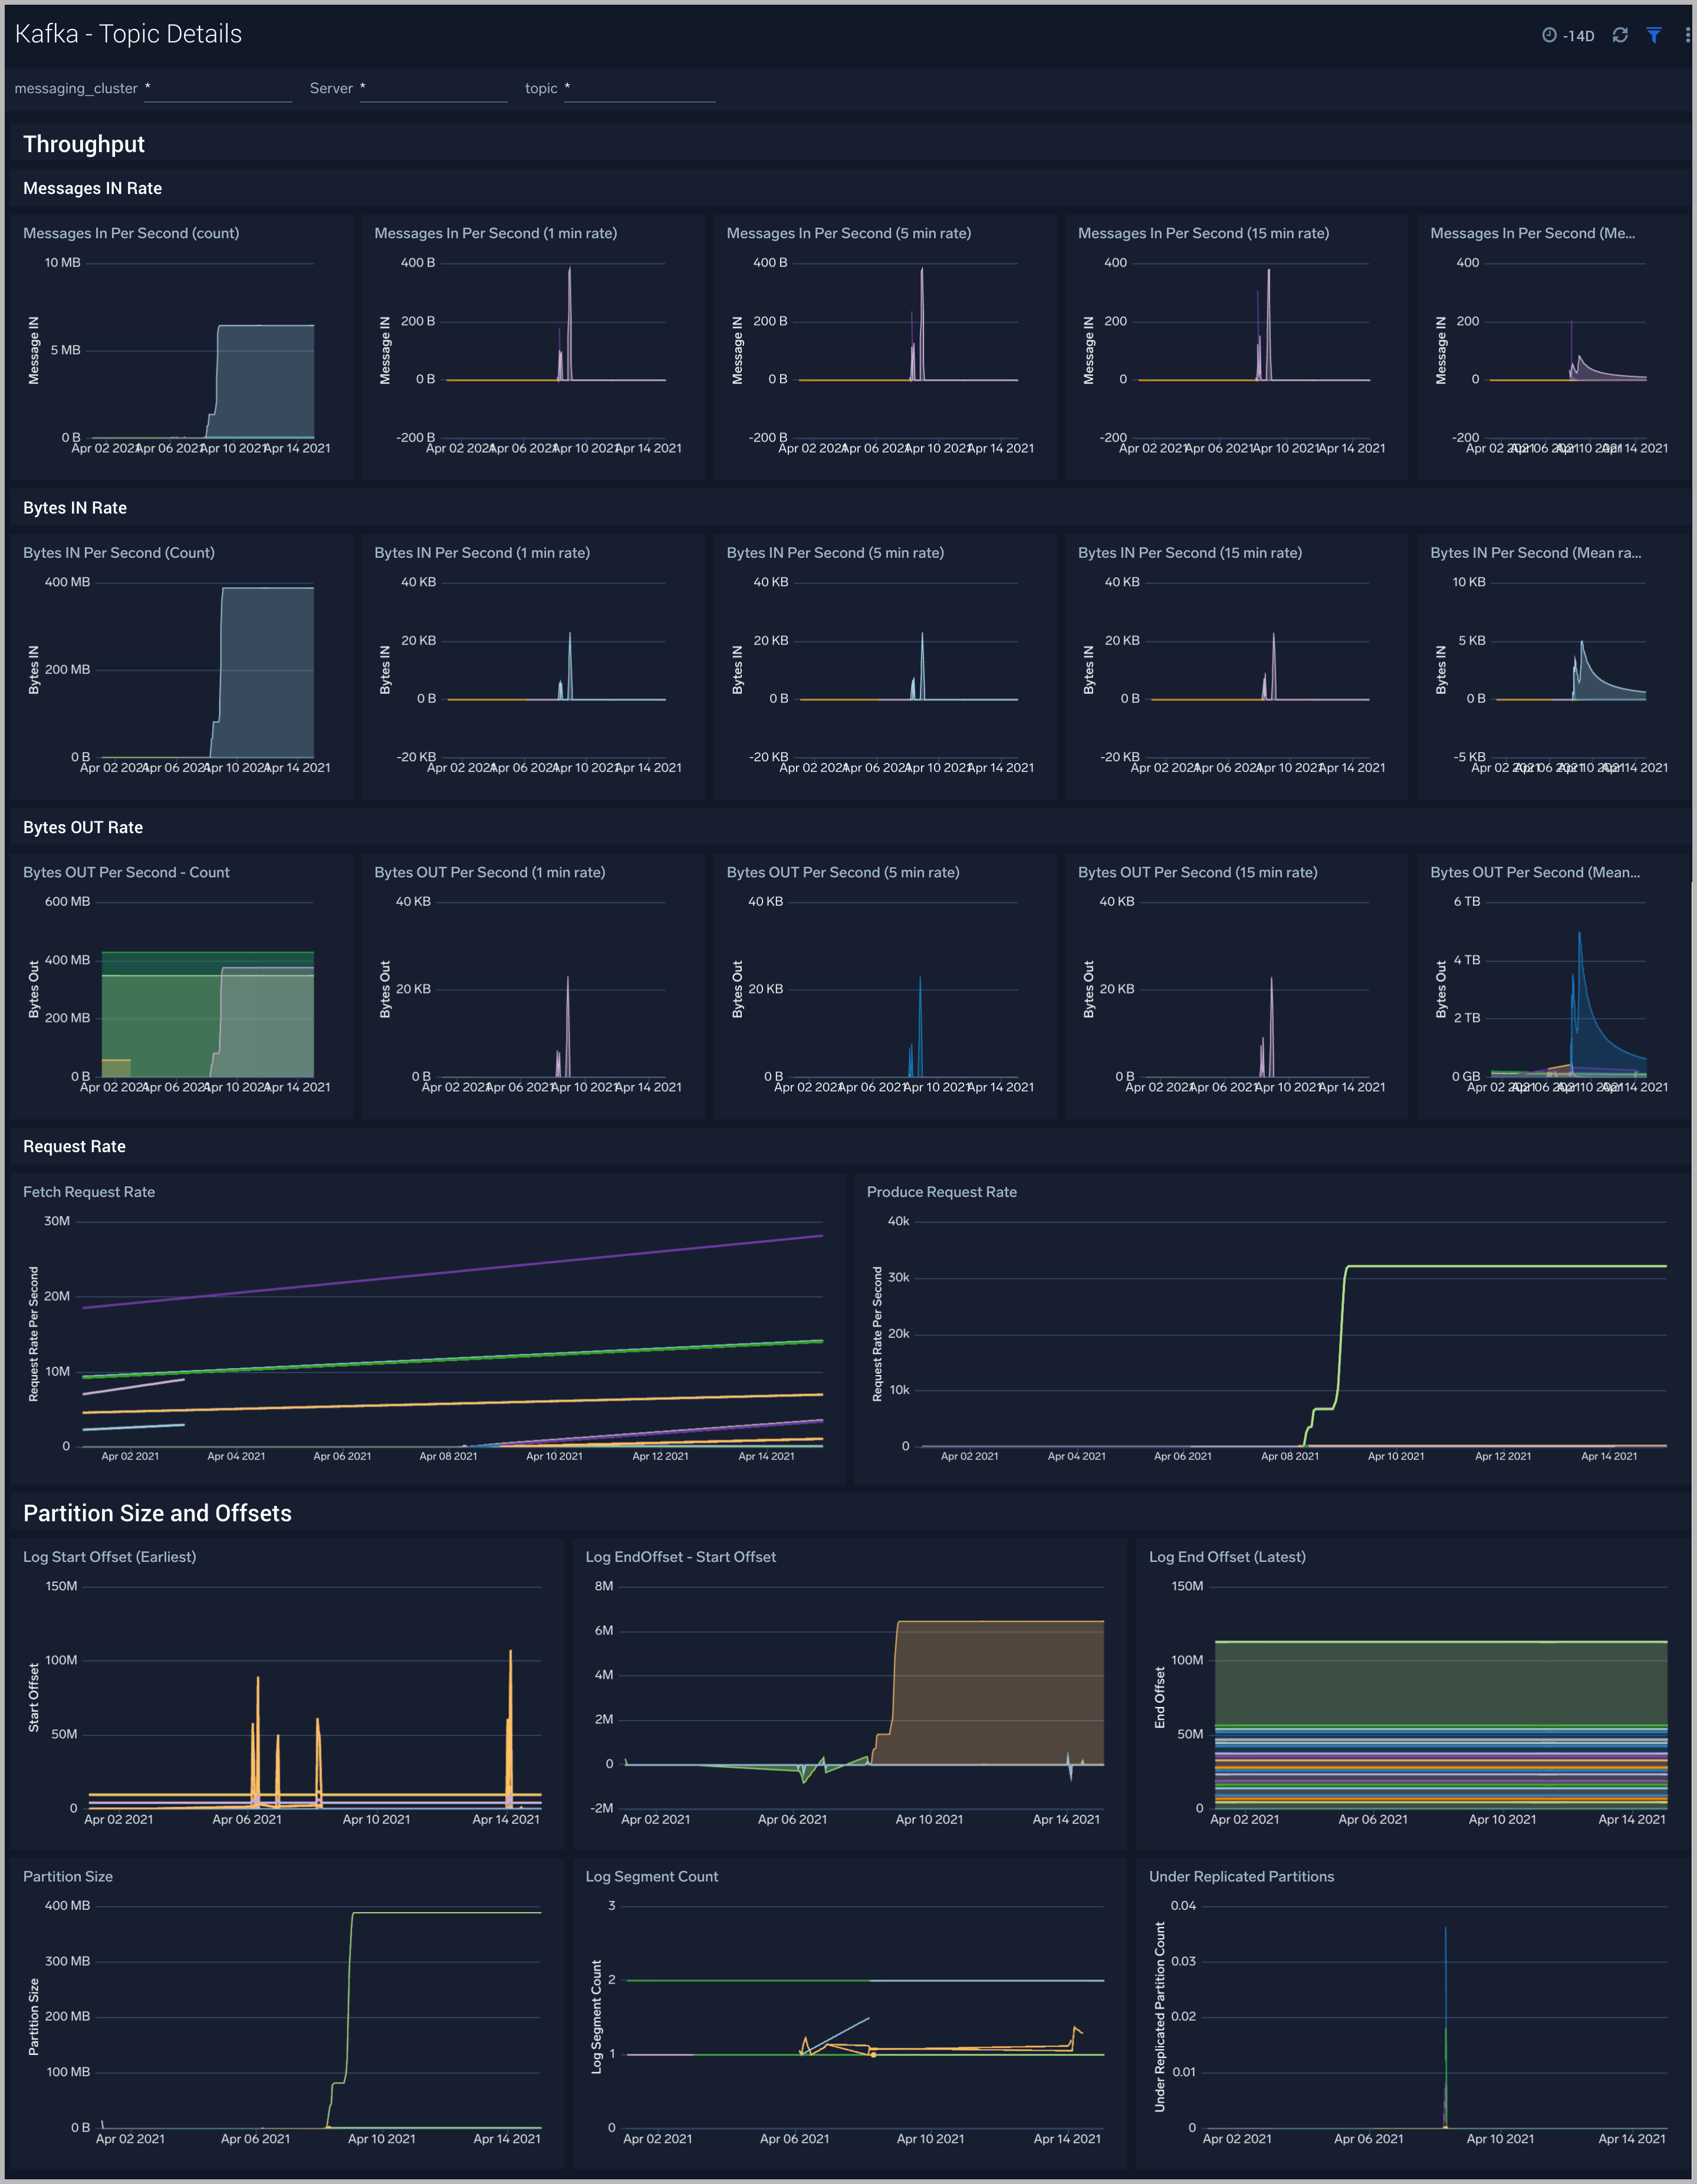 Kafka - Topic Details
-14D
messaging_cluster *
Server *
topic *
Throughput
Messages IN Rate
Messages In Per Second (count)
10 MB
5 MB
0 B
Message IN
Apr 02 2021 Apr 06 2021 Apr 10 2021 Apr 14 2021
Messages In Per Second (1 min rate)
400 B
200 B
0 B
-200 B
Message IN
Apr 02 2021 Apr 06 2021 Apr 10 2021 Apr 14 2021
Messages In Per Second (5 min rate)
400 B
200 B
0 B
-200 B
Message IN
Apr 02 2021 Apr 06 2021 Apr 10 2021 Apr 14 2021
Messages In Per Second (15 min rate)
400
200
0
-200
Message IN
Apr 02 2021 Apr 06 2021 Apr 10 2021 Apr 14 2021
Messages In Per Second (Me...
400
200
0
-200
Message IN
Apr 02 2021 Apr 06 2021 Apr 10 2021 Apr 14 2021
Bytes IN Rate
Bytes IN Per Second (Count)
400 MB
200 MB
0 B
Bytes IN
Apr 02 2021 Apr 06 2021 Apr 10 2021 Apr 14 2021
Bytes IN Per Second (1 min rate)
40 KB
20 KB
0 B
-20 KB
Bytes IN
Apr 02 2021 Apr 06 2021 Apr 10 2021 Apr 14 2021
Bytes IN Per Second (5 min rate)
40 KB
20 KB
0 B
-20 KB
Bytes IN
Apr 02 2021 Apr 06 2021 Apr 10 2021 Apr 14 2021
Bytes IN Per Second (15 min rate)
40 KB
20 KB
0 B
-20 KB
Bytes IN
Apr 02 2021 Apr 06 2021 Apr 10 2021 Apr 14 2021
Bytes IN Per Second (Mean ra...
10 KB
5 KB
0 B
-5 KB
Bytes IN
Apr 02 2021 Apr 06 2021 Apr 10 2021 Apr 14 2021
Bytes OUT Rate
Bytes OUT Per Second - Count
600 MB
400 MB
200 MB
0 B
Bytes Out
Apr 02 2021 Apr 06 2021 Apr 10 2021 Apr 14 2021
Bytes OUT Per Second (1 min rate)
40 KB
20 KB
0 B
Bytes Out
Apr 02 2021 Apr 06 2021 Apr 10 2021 Apr 14 2021
Bytes OUT Per Second (5 min rate)
40 KB
20 KB
0 B
Bytes Out
Apr 02 2021 Apr 06 2021 Apr 10 2021 Apr 14 2021
Bytes OUT Per Second (15 min rate)
40 KB
20 KB
0 B
Bytes Out
Apr 02 2021 Apr 06 2021 Apr 10 2021 Apr 14 2021
Bytes OUT Per Second (Mean...
6 TB
4 TB
2 TB
0 GB
Bytes Out
Apr 02 2021 Apr 06 2021 Apr 10 2021 Apr 14 2021
Request Rate
Fetch Request Rate
30M
20M
10M
0
Request Rate Per Second
Apr 02 2021 Apr 04 2021 Apr 06 2021 Apr 08 2021 Apr 10 2021 Apr 12 2021 Apr 14 2021
Produce Request Rate
40k
30k
20k
10k
0
Request Rate Per Second
Apr 02 2021 Apr 04 2021 Apr 06 2021 Apr 08 2021 Apr 10 2021 Apr 12 2021 Apr 14 2021
Partition Size and Offsets
Log Start Offset (Earliest)
150M
100M
50M
0
Start Offset
Apr 02 2021 Apr 06 2021 Apr 10 2021 Apr 14 2021
Log EndOffset - Start Offset
8M
6M
4M
2M
0
-2M
Apr 02 2021 Apr 06 2021 Apr 10 2021 Apr 14 2021
Log End Offset (Latest)
150M
100M
50M
0
End Offset
Apr 02 2021 Apr 06 2021 Apr 10 2021 Apr 14 2021
Partition Size
400 MB
300 MB
200 MB
100 MB
0 B
Partition Size
Apr 02 2021 Apr 06 2021 Apr 10 2021 Apr 14 2021
Log Segment Count
3
2
1
0
Log Segment Count
Apr 02 2021 Apr 06 2021 Apr 10 2021 Apr 14 2021
Under Replicated Partitions
0.04
0.03
0.02
0.01
0
Under Replicated Partition Count
Apr 02 2021 Apr 06 2021 Apr 10 2021 Apr 14 2021